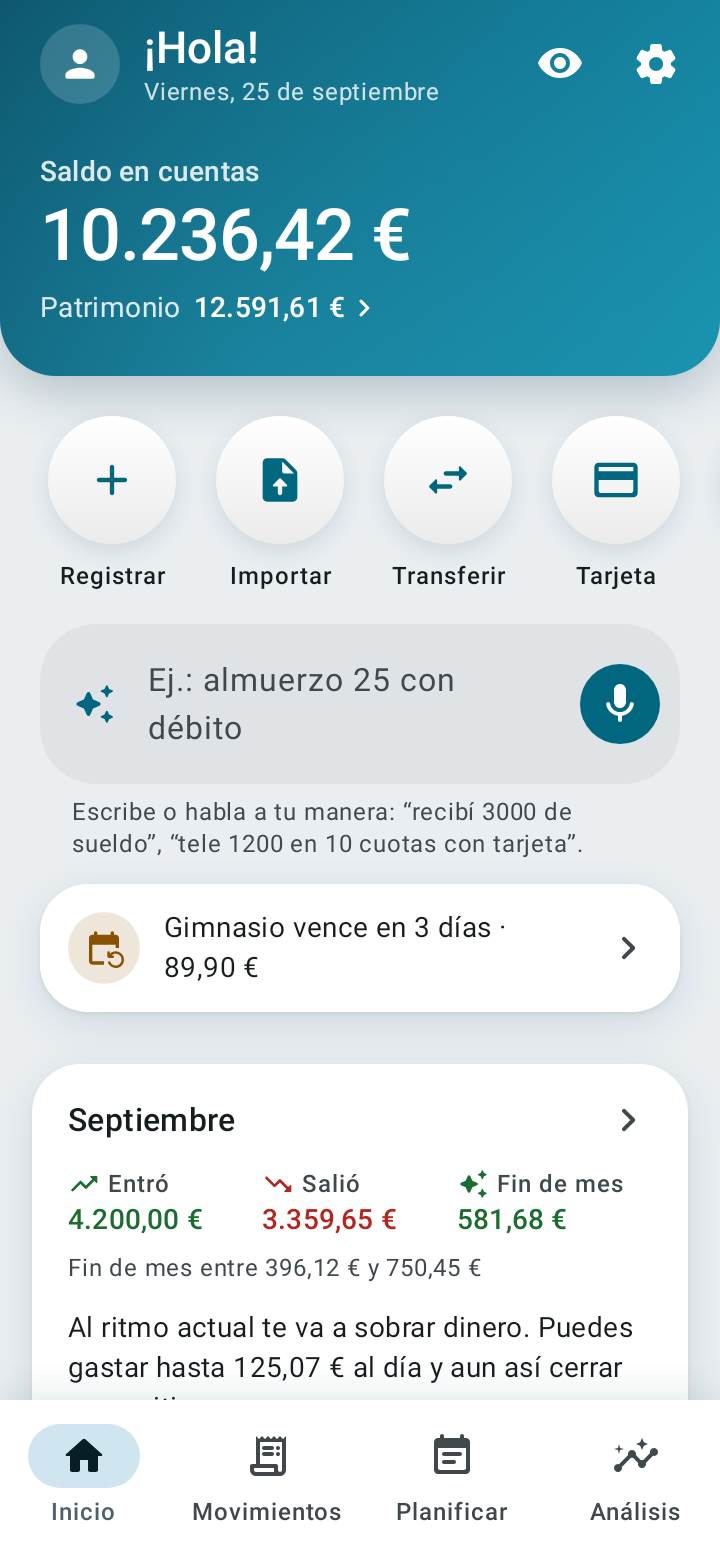 ¡Hola!
Viernes, 25 de septiembre
Saldo en cuentas
10.236,42 €
Patrimonio 12.591,61 €
Registrar
Importar
Transferir
Tarjeta
Ej.: almuerzo 25 con
débito
Escribe o habla a tu manera: “recibí 3000 de
sueldo”, “tele 1200 en 10 cuotas con tarjeta”.
Gimnasio vence en 3 días ·
89,90 €
Septiembre
Entró
Salió
Fin de mes
4.200,00 €
3.359,65 €
581,68 €
Fin de mes entre 396,12 € y 750,45 €
Al ritmo actual te va a sobrar dinero. Puedes
gastar hasta 125,07 € al día y aun así cerrar
Inicio
Movimientos
Planificar
Análisis